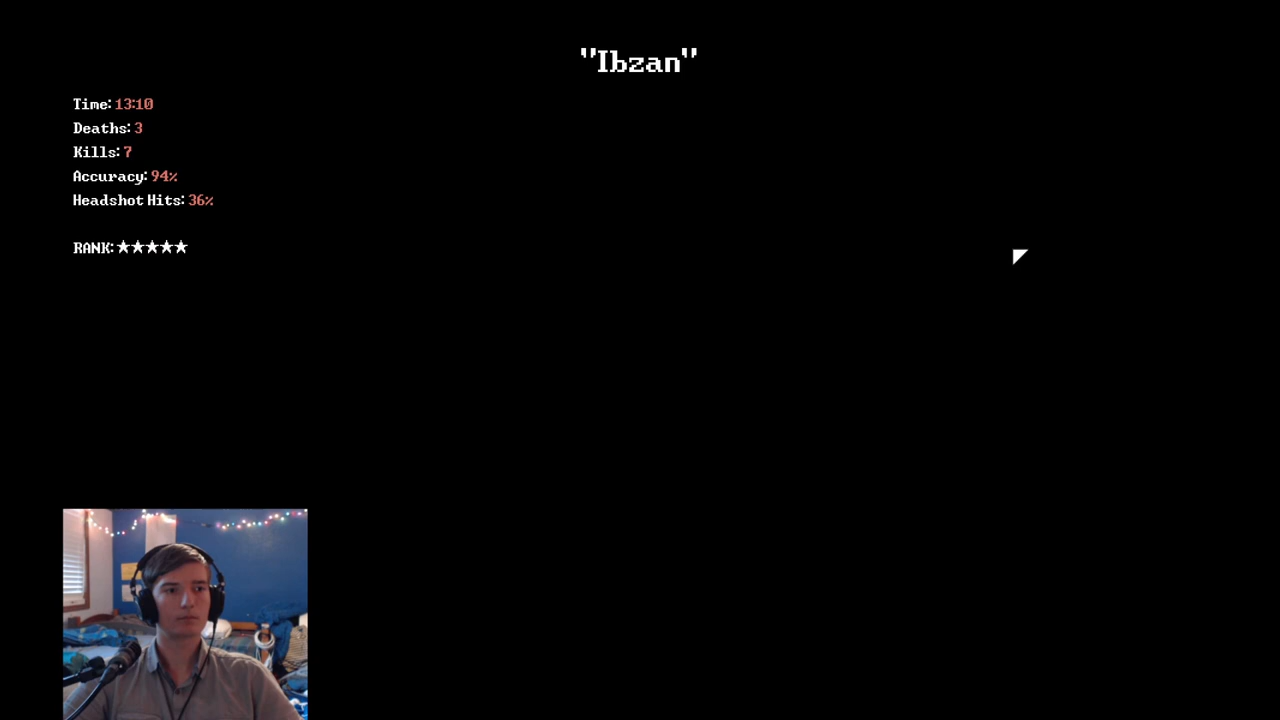 "Ibzan"
Time: 13:10
Deaths: 3
Kills: 7
Accuracy: 94%
Headshot Hits: 36%
RANK: ★★★★★